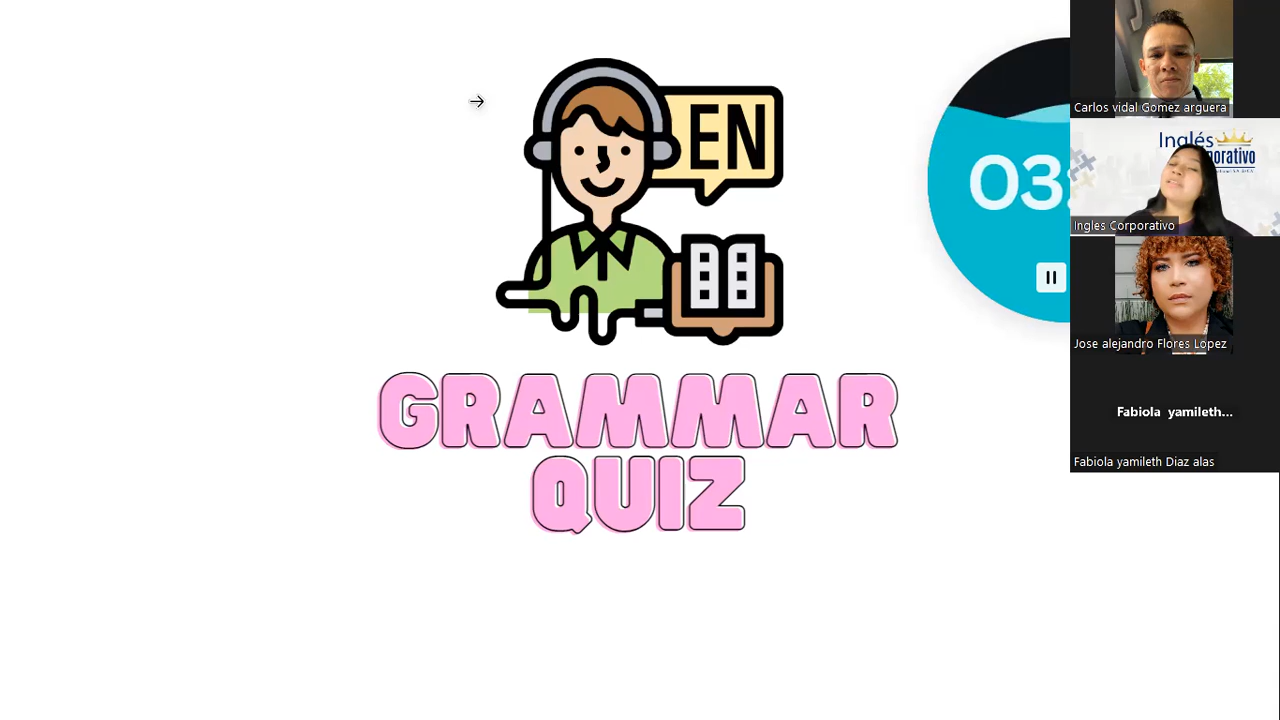 EN
03
GRAMMAR
QUIZ
Carlos vidal Gomez arguera
Inglés
Ingles Corporativo
Jose alejandro Flores Lopez
Fabiola yamileth...
Fabiola yamileth Diaz alas